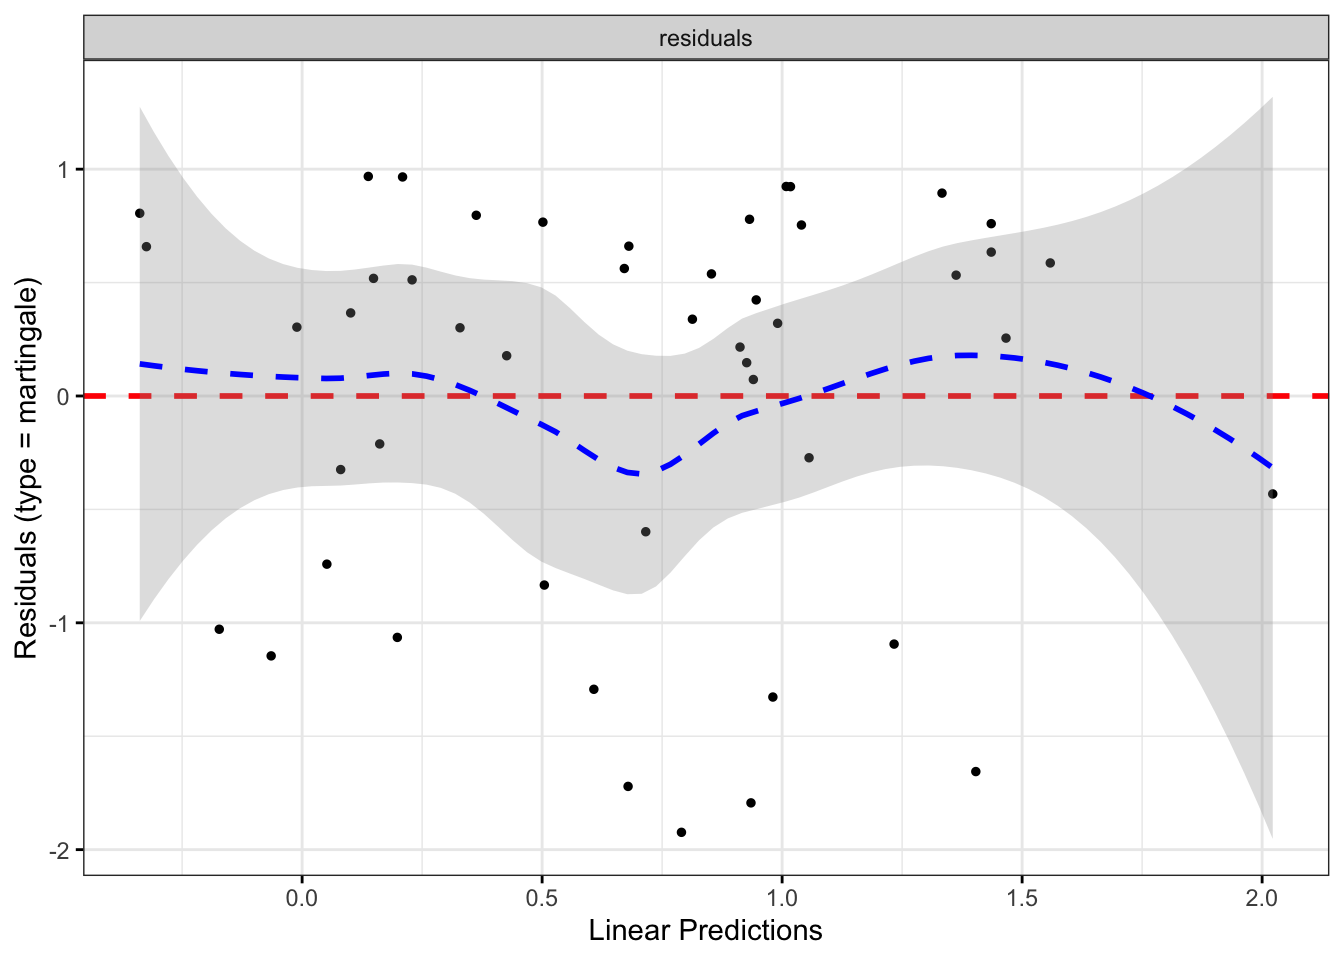 residuals
Residuals (type = martingale)
1
0
-1
-2
0.0 0.5 1.0 1.5 2.0
Linear Predictions